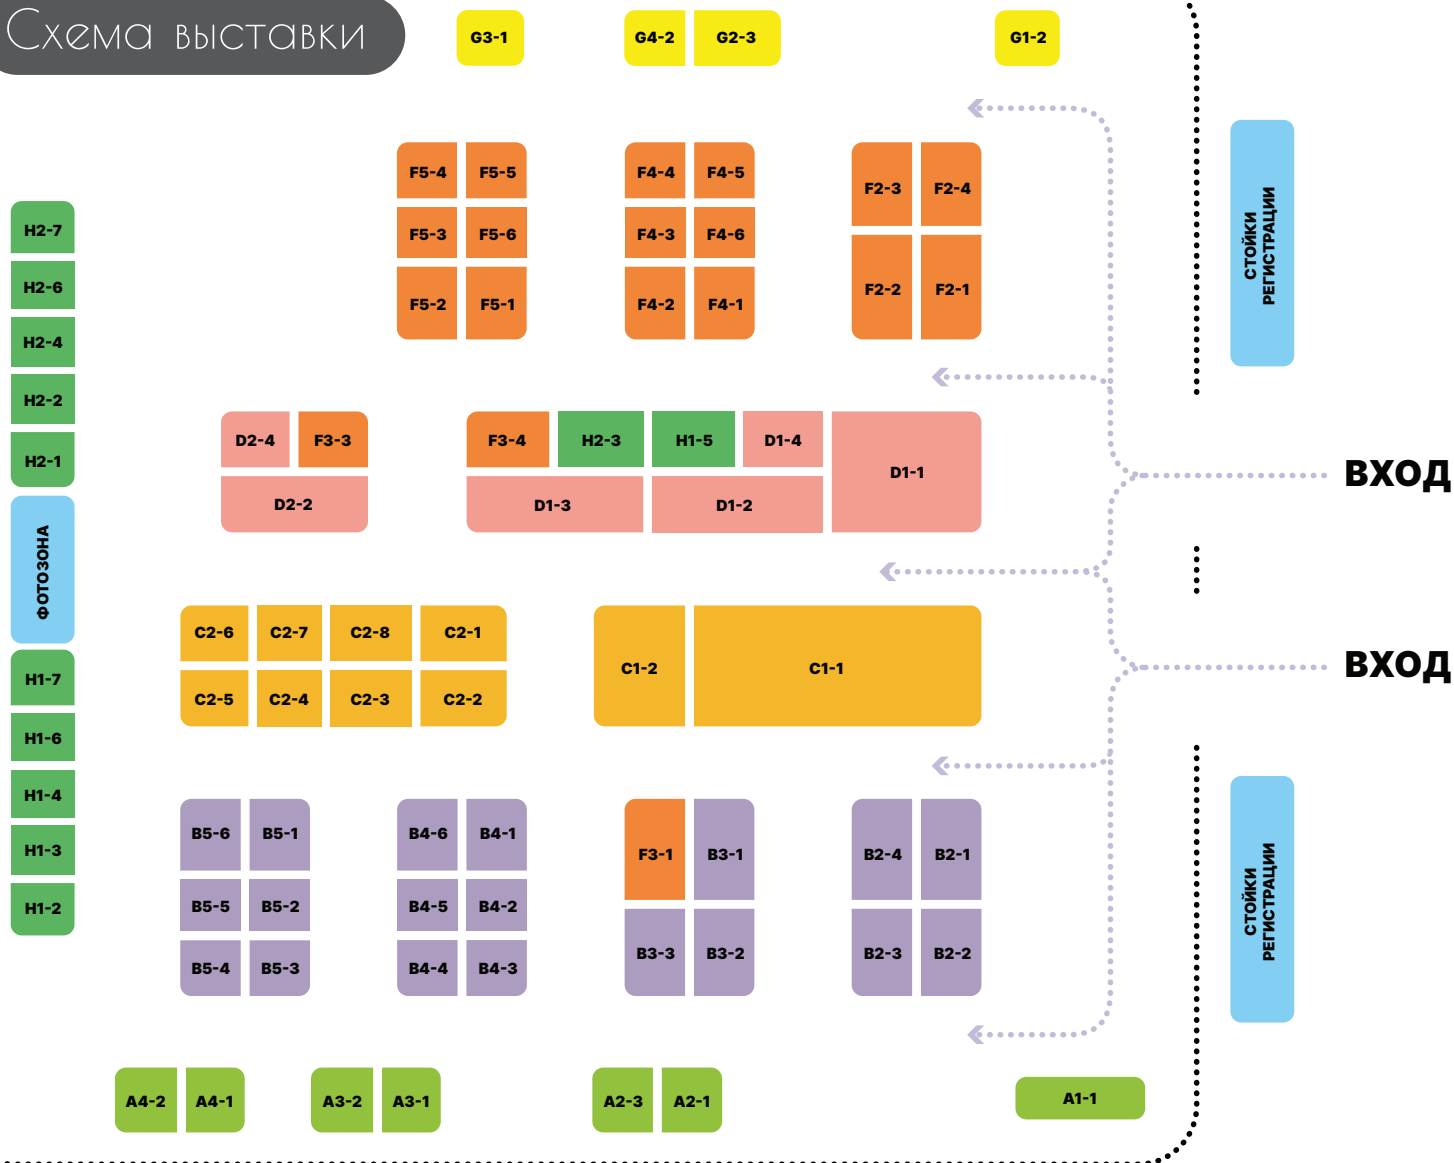 Схема выставки
G3-1
G4-2
G2-3
G1-2
F5-4
F5-5
F4-4
F4-5
F2-3
F2-4
F5-3
F5-6
F4-3
F4-6
F5-2
F5-1
F4-2
F4-1
F2-2
F2-1
СТОЙКИ
РЕГИСТРАЦИИ
H2-7
H2-6
H2-4
H2-2
H2-1
ФОТОЗОНА
H1-7
H1-6
H1-4
H1-3
H1-2
D2-4
F3-3
D2-2
F3-4
H2-3
H1-5
D1-4
D1-1
D1-3
D1-2
ВХОД
C2-6
C2-7
C2-8
C2-1
C2-5
C2-4
C2-3
C2-2
C1-2
C1-1
ВХОД
B5-6
B5-1
B4-6
B4-1
F3-1
B3-1
B2-4
B2-1
B5-5
B5-2
B4-5
B4-2
B5-4
B5-3
B4-4
B4-3
B3-3
B3-2
B2-3
B2-2
СТОЙКИ
РЕГИСТРАЦИИ
A4-2
A4-1
A3-2
A3-1
A2-3
A2-1
A1-1